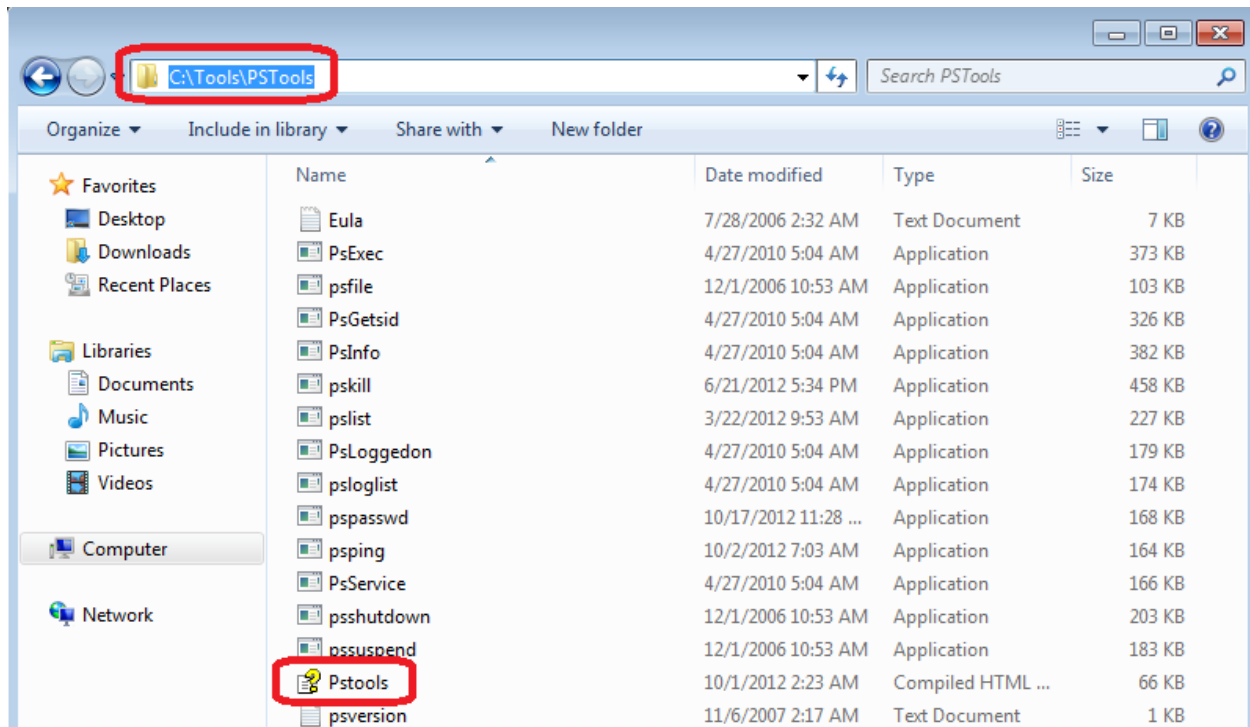 C:\Tools\PSTools
Search PSTools
Organize Include in library Share with New folder
Name Date modified Type Size
Favorites
Desktop
Downloads
Recent Places
Libraries
Documents
Music
Pictures
Videos
Computer
Network
Eula 7/28/2006 2:32 AM Text Document 7 KB
PsExec 4/27/2010 5:04 AM Application 373 KB
psfile 12/1/2006 10:53 AM Application 103 KB
PsGetsid 4/27/2010 5:04 AM Application 326 KB
PsInfo 4/27/2010 5:04 AM Application 382 KB
pskill 6/21/2012 5:34 PM Application 458 KB
pslist 3/22/2012 9:53 AM Application 227 KB
PsLoggedon 4/27/2010 5:04 AM Application 179 KB
psloglist 4/27/2010 5:04 AM Application 174 KB
pspasswd 10/17/2012 11:28 ... Application 168 KB
psping 10/2/2012 7:03 AM Application 164 KB
PsService 4/27/2010 5:04 AM Application 166 KB
psshutdown 12/1/2006 10:53 AM Application 203 KB
pssuspend 12/1/2006 10:53 AM Application 183 KB
Pstools 10/1/2012 2:23 AM Compiled HTML ... 66 KB
psversion 11/6/2007 2:17 AM Text Document 1 KB